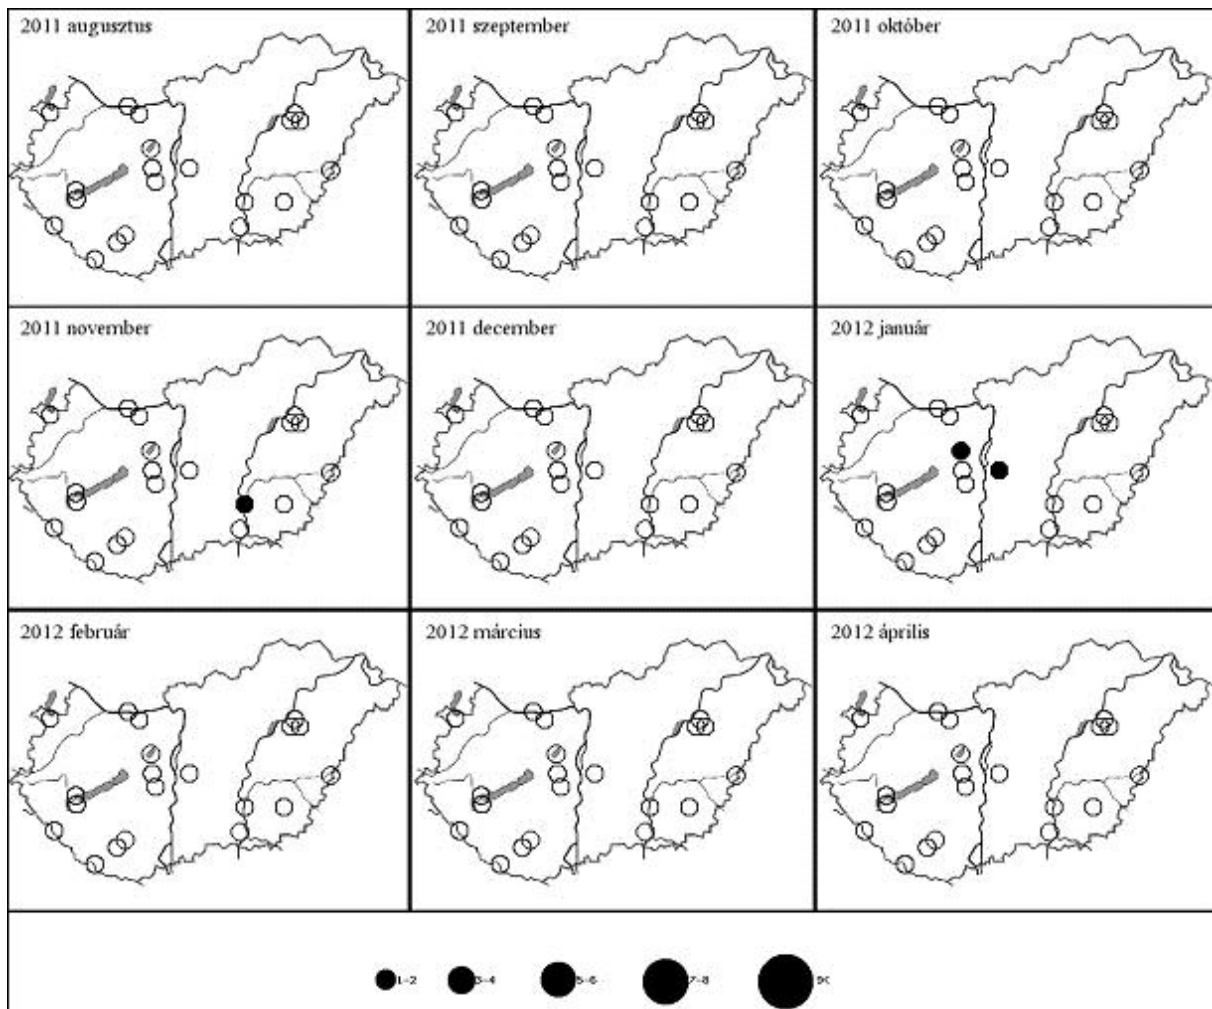 2011 augusztus
2011 szeptember
2011 október
2011 november
2011 december
2012 január
2012 február
2012 március
2012 április
1-2 3-4 5-6 7-8 9<